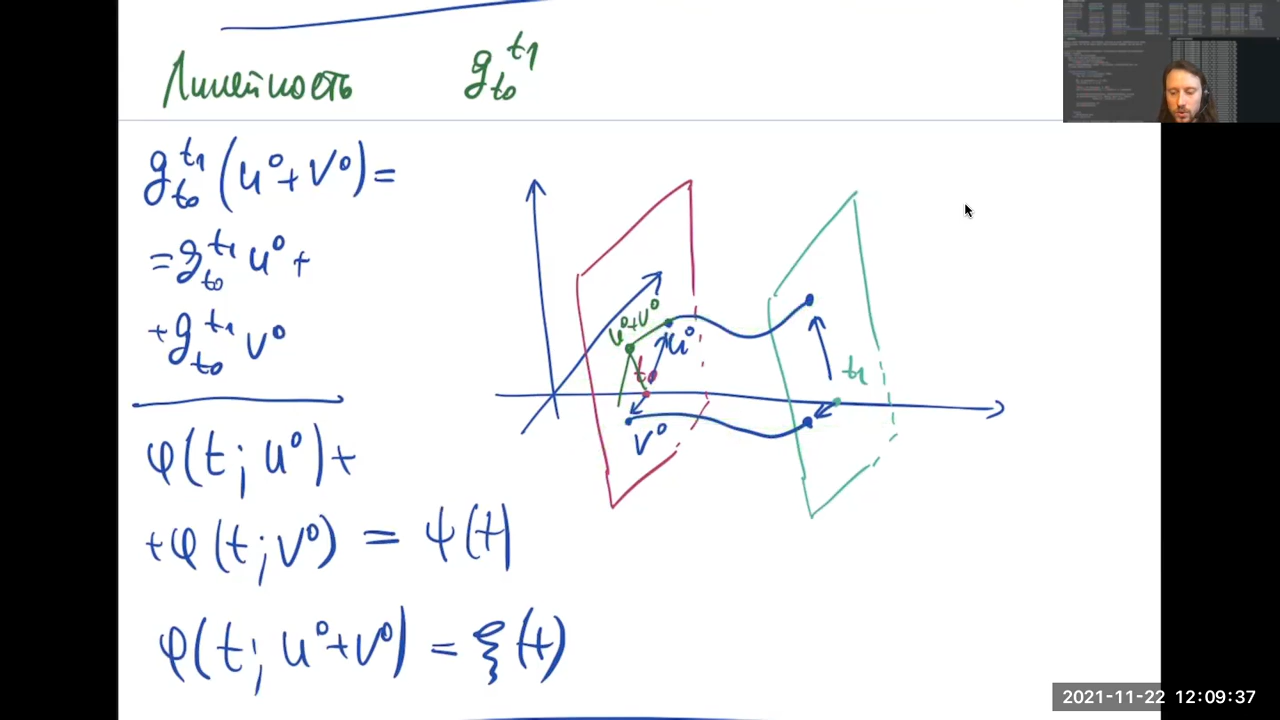 Линейность g_{t_0}^{t_1}
g_{t_0}^{t_1}(u^0+v^0)=
=g_{t_0}^{t_1}u^0+
+g_{t_0}^{t_1}v^0
φ(t; u^0)+
+φ(t; v^0) = ψ(t)
φ(t; u^0+v^0) = ξ(t)
u^0+v^0
u^0
t_0
t_1
v^0
2021-11-22 12:09:37